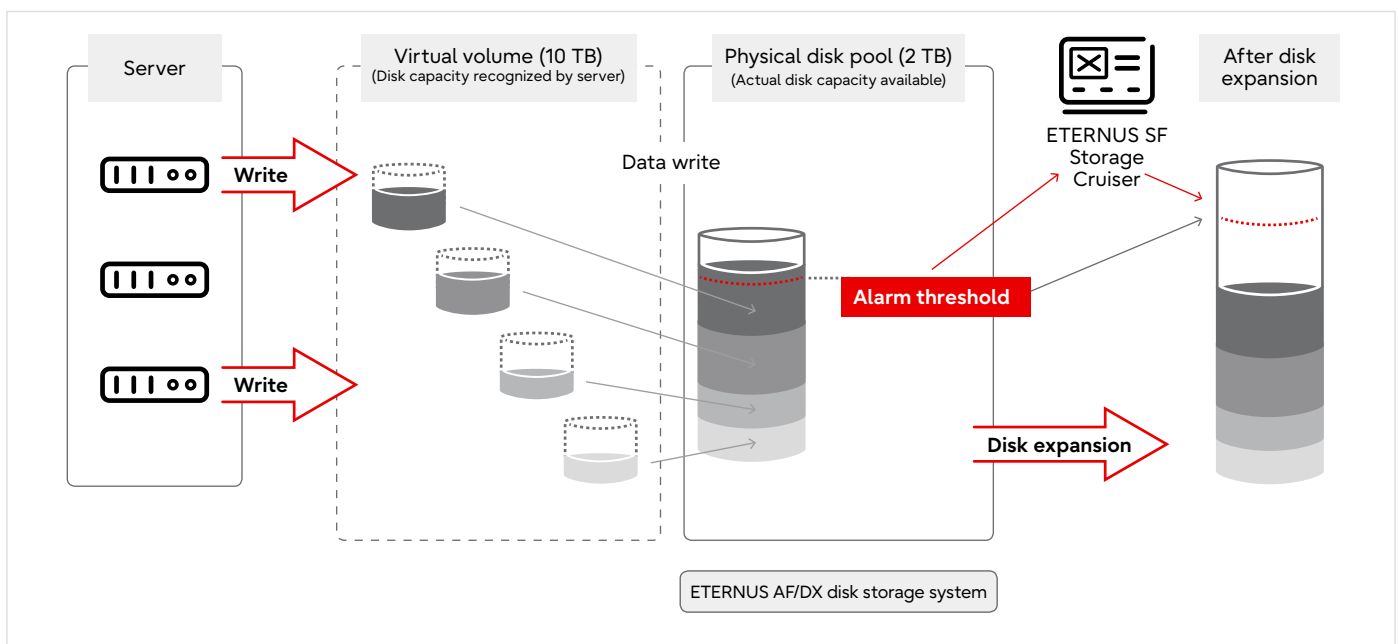 Server
Virtual volume (10 TB)
(Disk capacity recognized by server)
Physical disk pool (2 TB)
(Actual disk capacity available)
After disk
expansion
ETERNUS SF
Storage
Cruiser
Write
Data write
Alarm threshold
Write
Disk expansion
ETERNUS AF/DX disk storage system